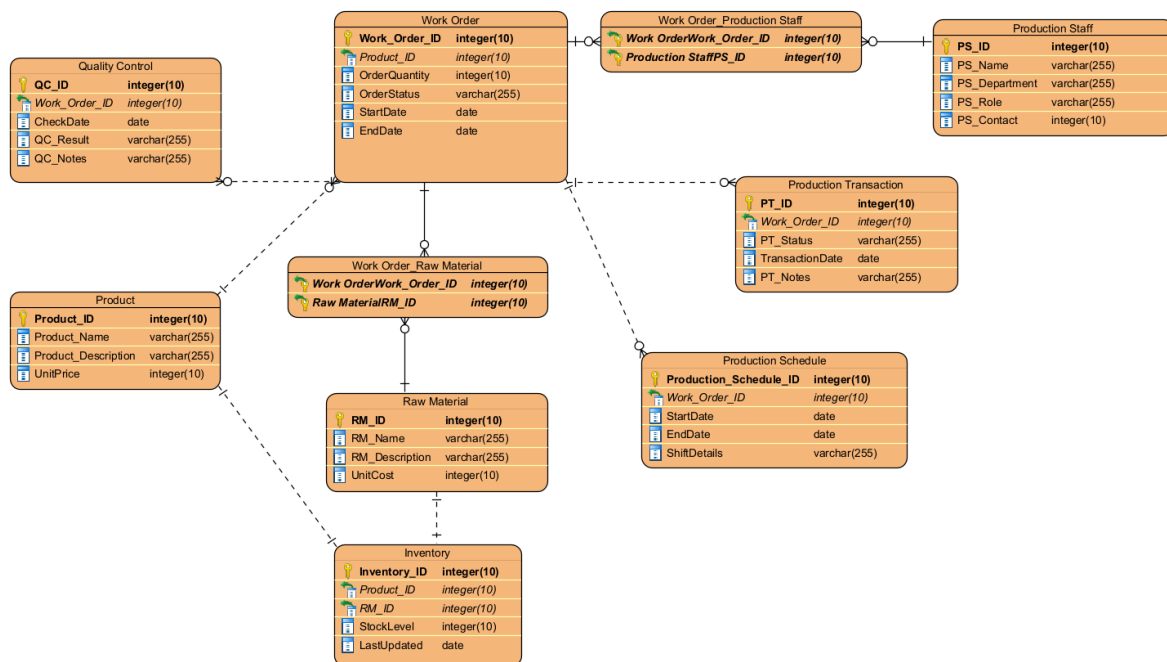 Work Order
Work_Order_ID integer(10)
Product_ID integer(10)
OrderQuantity integer(10)
OrderStatus varchar(255)
StartDate date
EndDate date
Work Order_Production Staff
Work OrderWork_Order_ID integer(10)
Production StaffPS_ID integer(10)
Production Staff
PS_ID integer(10)
PS_Name varchar(255)
PS_Department varchar(255)
PS_Role varchar(255)
PS_Contact integer(10)
Quality Control
QC_ID integer(10)
Work_Order_ID integer(10)
CheckDate date
QC_Result varchar(255)
QC_Notes varchar(255)
Production Transaction
PT_ID integer(10)
Work_Order_ID integer(10)
PT_Status varchar(255)
TransactionDate date
PT_Notes varchar(255)
Work Order_Raw Material
Work OrderWork_Order_ID integer(10)
Raw MaterialRM_ID integer(10)
Product
Product_ID integer(10)
Product_Name varchar(255)
Product_Description varchar(255)
UnitPrice integer(10)
Production Schedule
Production_Schedule_ID integer(10)
Work_Order_ID integer(10)
StartDate date
EndDate date
ShiftDetails varchar(255)
Raw Material
RM_ID integer(10)
RM_Name varchar(255)
RM_Description varchar(255)
UnitCost integer(10)
Inventory
Inventory_ID integer(10)
Product_ID integer(10)
RM_ID integer(10)
StockLevel integer(10)
LastUpdated date